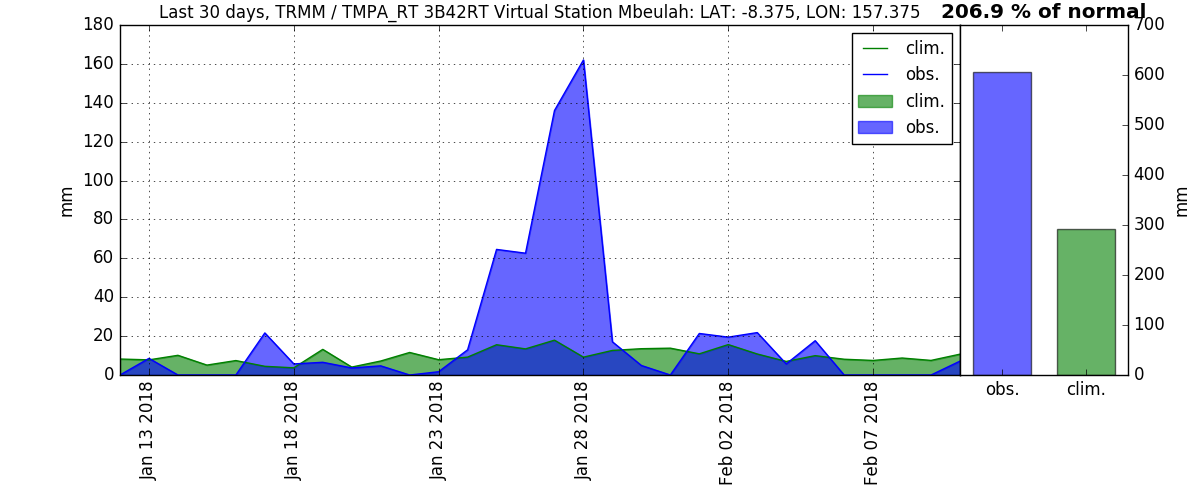 Last 30 days, TRMM / TMPA_RT 3B42RT Virtual Station Mbeulah: LAT: -8.375, LON: 157.375
206.9 % of normal
mm
180
160
140
120
100
80
60
40
20
0
clim.
obs.
clim.
obs.
Jan 13 2018
Jan 18 2018
Jan 23 2018
Jan 28 2018
Feb 02 2018
Feb 07 2018
obs.
clim.
700
600
500
400
300
200
100
0
mm